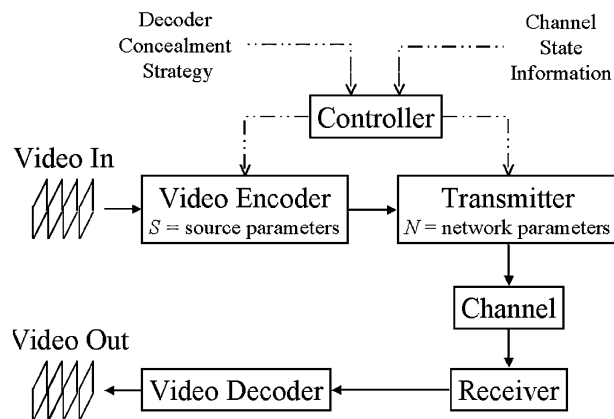 Decoder
Concealment
Strategy
Channel
State
Information
Controller
Video In
Video Encoder
S = source parameters
Transmitter
N = network parameters
Channel
Video Out
Video Decoder
Receiver